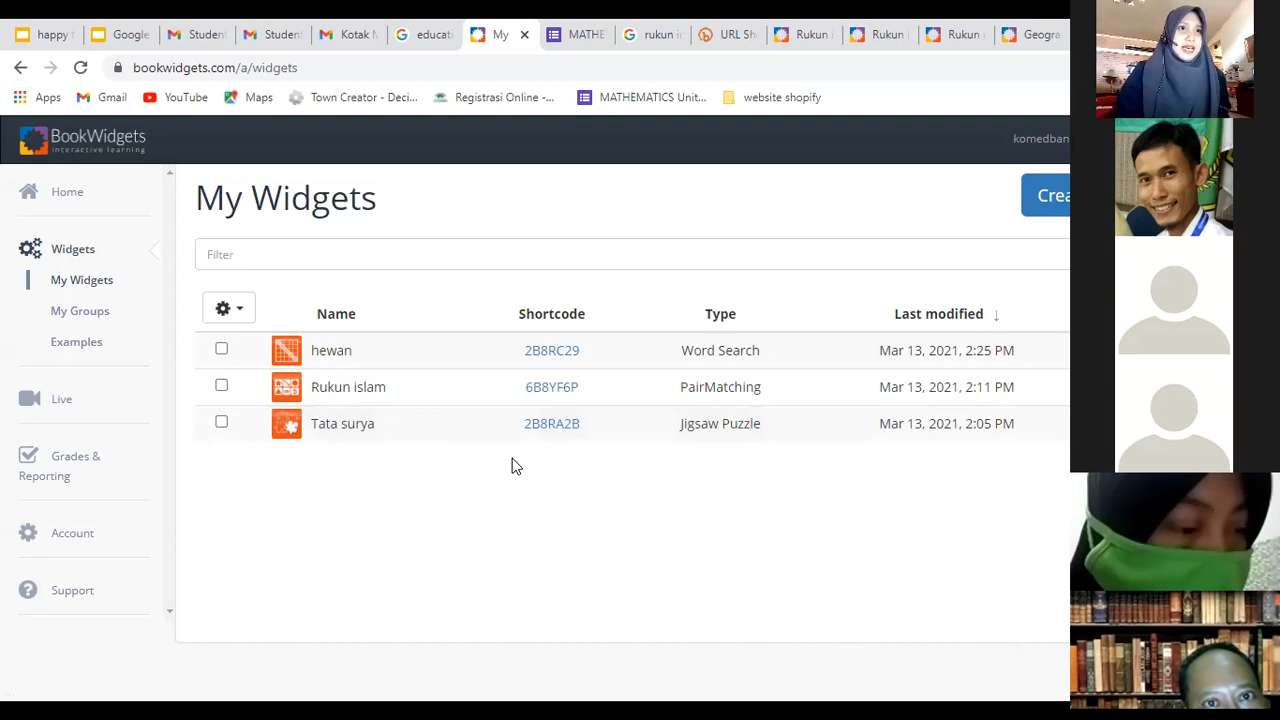 happy
Google
Studen
Studen
Kotak
educati
My
MATHE
rukun i
URL Sh
Rukun
Rukun
Rukun
Geogra
bookwidgets.com/a/widgets
Apps
Gmail
YouTube
Maps
Town Creator - Deci...
Registrasi Online -...
MATHEMATICS Unit...
website shopify
BookWidgets
interactive learning
komedban
Home
Widgets
My Widgets
My Groups
Examples
Live
Grades &
Reporting
Account
Support
My Widgets
Crea
Filter
Name Shortcode Type Last modified ↓
hewan 2B8RC29 Word Search Mar 13, 2021, 2:25 PM
Rukun islam 6B8YF6P PairMatching Mar 13, 2021, 2:11 PM
Tata surya 2B8RA2B Jigsaw Puzzle Mar 13, 2021, 2:05 PM